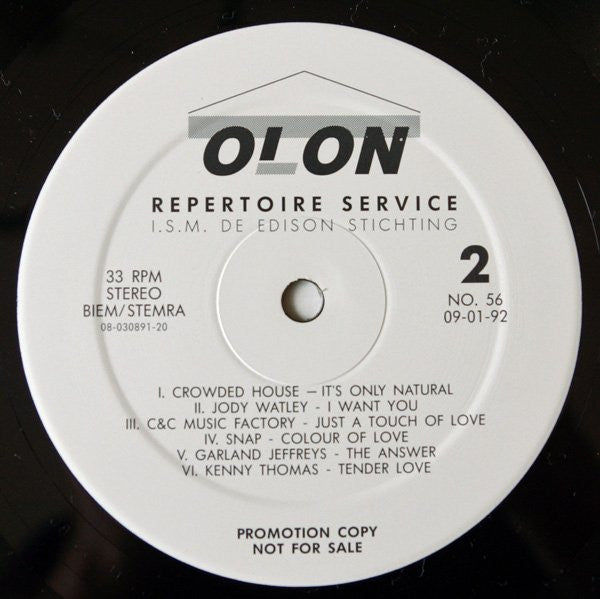 OLON
REPERTOIRE SERVICE
I.S.M. DE EDISON STICHTING
33 RPM
STEREO
BIEM/STEMRA
08-030891-20
2
NO. 56
09-01-92
I. CROWDED HOUSE – IT'S ONLY NATURAL
II. JODY WATLEY - I WANT YOU
III. C&C MUSIC FACTORY - JUST A TOUCH OF LOVE
IV. SNAP - COLOUR OF LOVE
V. GARLAND JEFFREYS - THE ANSWER
VI. KENNY THOMAS - TENDER LOVE
PROMOTION COPY
NOT FOR SALE